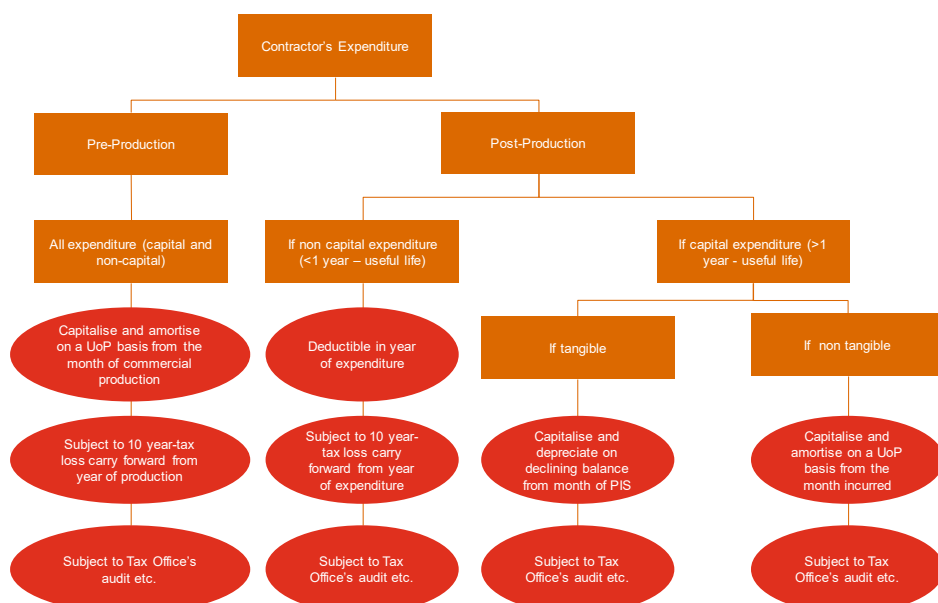 Contractor's Expenditure
Pre-Production
Post-Production
All expenditure (capital and
non-capital)
If non capital expenditure
(<1 year – useful life)
If capital expenditure (>1
year - useful life)
Capitalise and amortise
on a UoP basis from the
month of commercial
production
Deductible in year
of expenditure
If tangible
If non tangible
Subject to 10 year-tax
loss carry forward from
year of production
Subject to 10 year-
tax loss carry
forward from year
of expenditure
Capitalise and
depreciate on
declining balance
from month of PIS
Capitalise and
amortise on a UoP
basis from the
month incurred
Subject to Tax Office's
audit etc.
Subject to Tax
Office's audit etc.
Subject to Tax
Office's audit etc.
Subject to Tax
Office's audit etc.